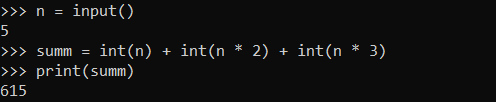 >>> n = input()
5
>>> summ = int(n) + int(n * 2) + int(n * 3)
>>> print(summ)
615